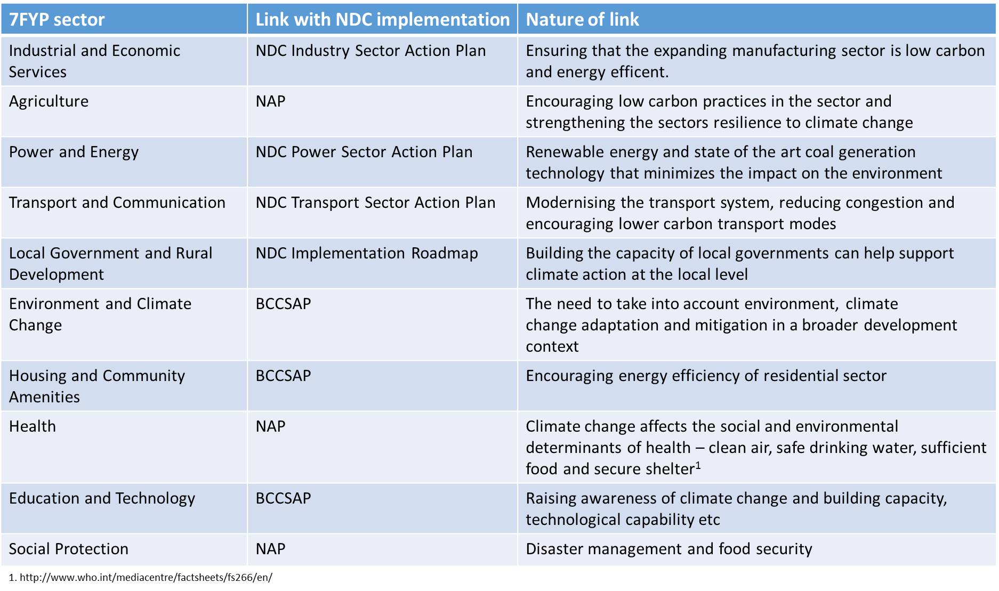 7FYP sector
Link with NDC implementation
Nature of link
Industrial and Economic
Services
NDC Industry Sector Action Plan
Ensuring that the expanding manufacturing sector is low carbon
and energy efficent.
Agriculture
NAP
Encouraging low carbon practices in the sector and
strengthening the sectors resilience to climate change
Power and Energy
NDC Power Sector Action Plan
Renewable energy and state of the art coal generation
technology that minimizes the impact on the environment
Transport and Communication
NDC Transport Sector Action Plan
Modernising the transport system, reducing congestion and
encouraging lower carbon transport modes
Local Government and Rural
Development
NDC Implementation Roadmap
Building the capacity of local governments can help support
climate action at the local level
Environment and Climate
Change
BCCSAP
The need to take into account environment, climate
change adaptation and mitigation in a broader development
context
Housing and Community
Amenities
BCCSAP
Encouraging energy efficiency of residential sector
Health
NAP
Climate change affects the social and environmental
determinants of health – clean air, safe drinking water, sufficient
food and secure shelter¹
Education and Technology
BCCSAP
Raising awareness of climate change and building capacity,
technological capability etc
Social Protection
NAP
Disaster management and food security
1. http://www.who.int/mediacentre/factsheets/fs266/en/